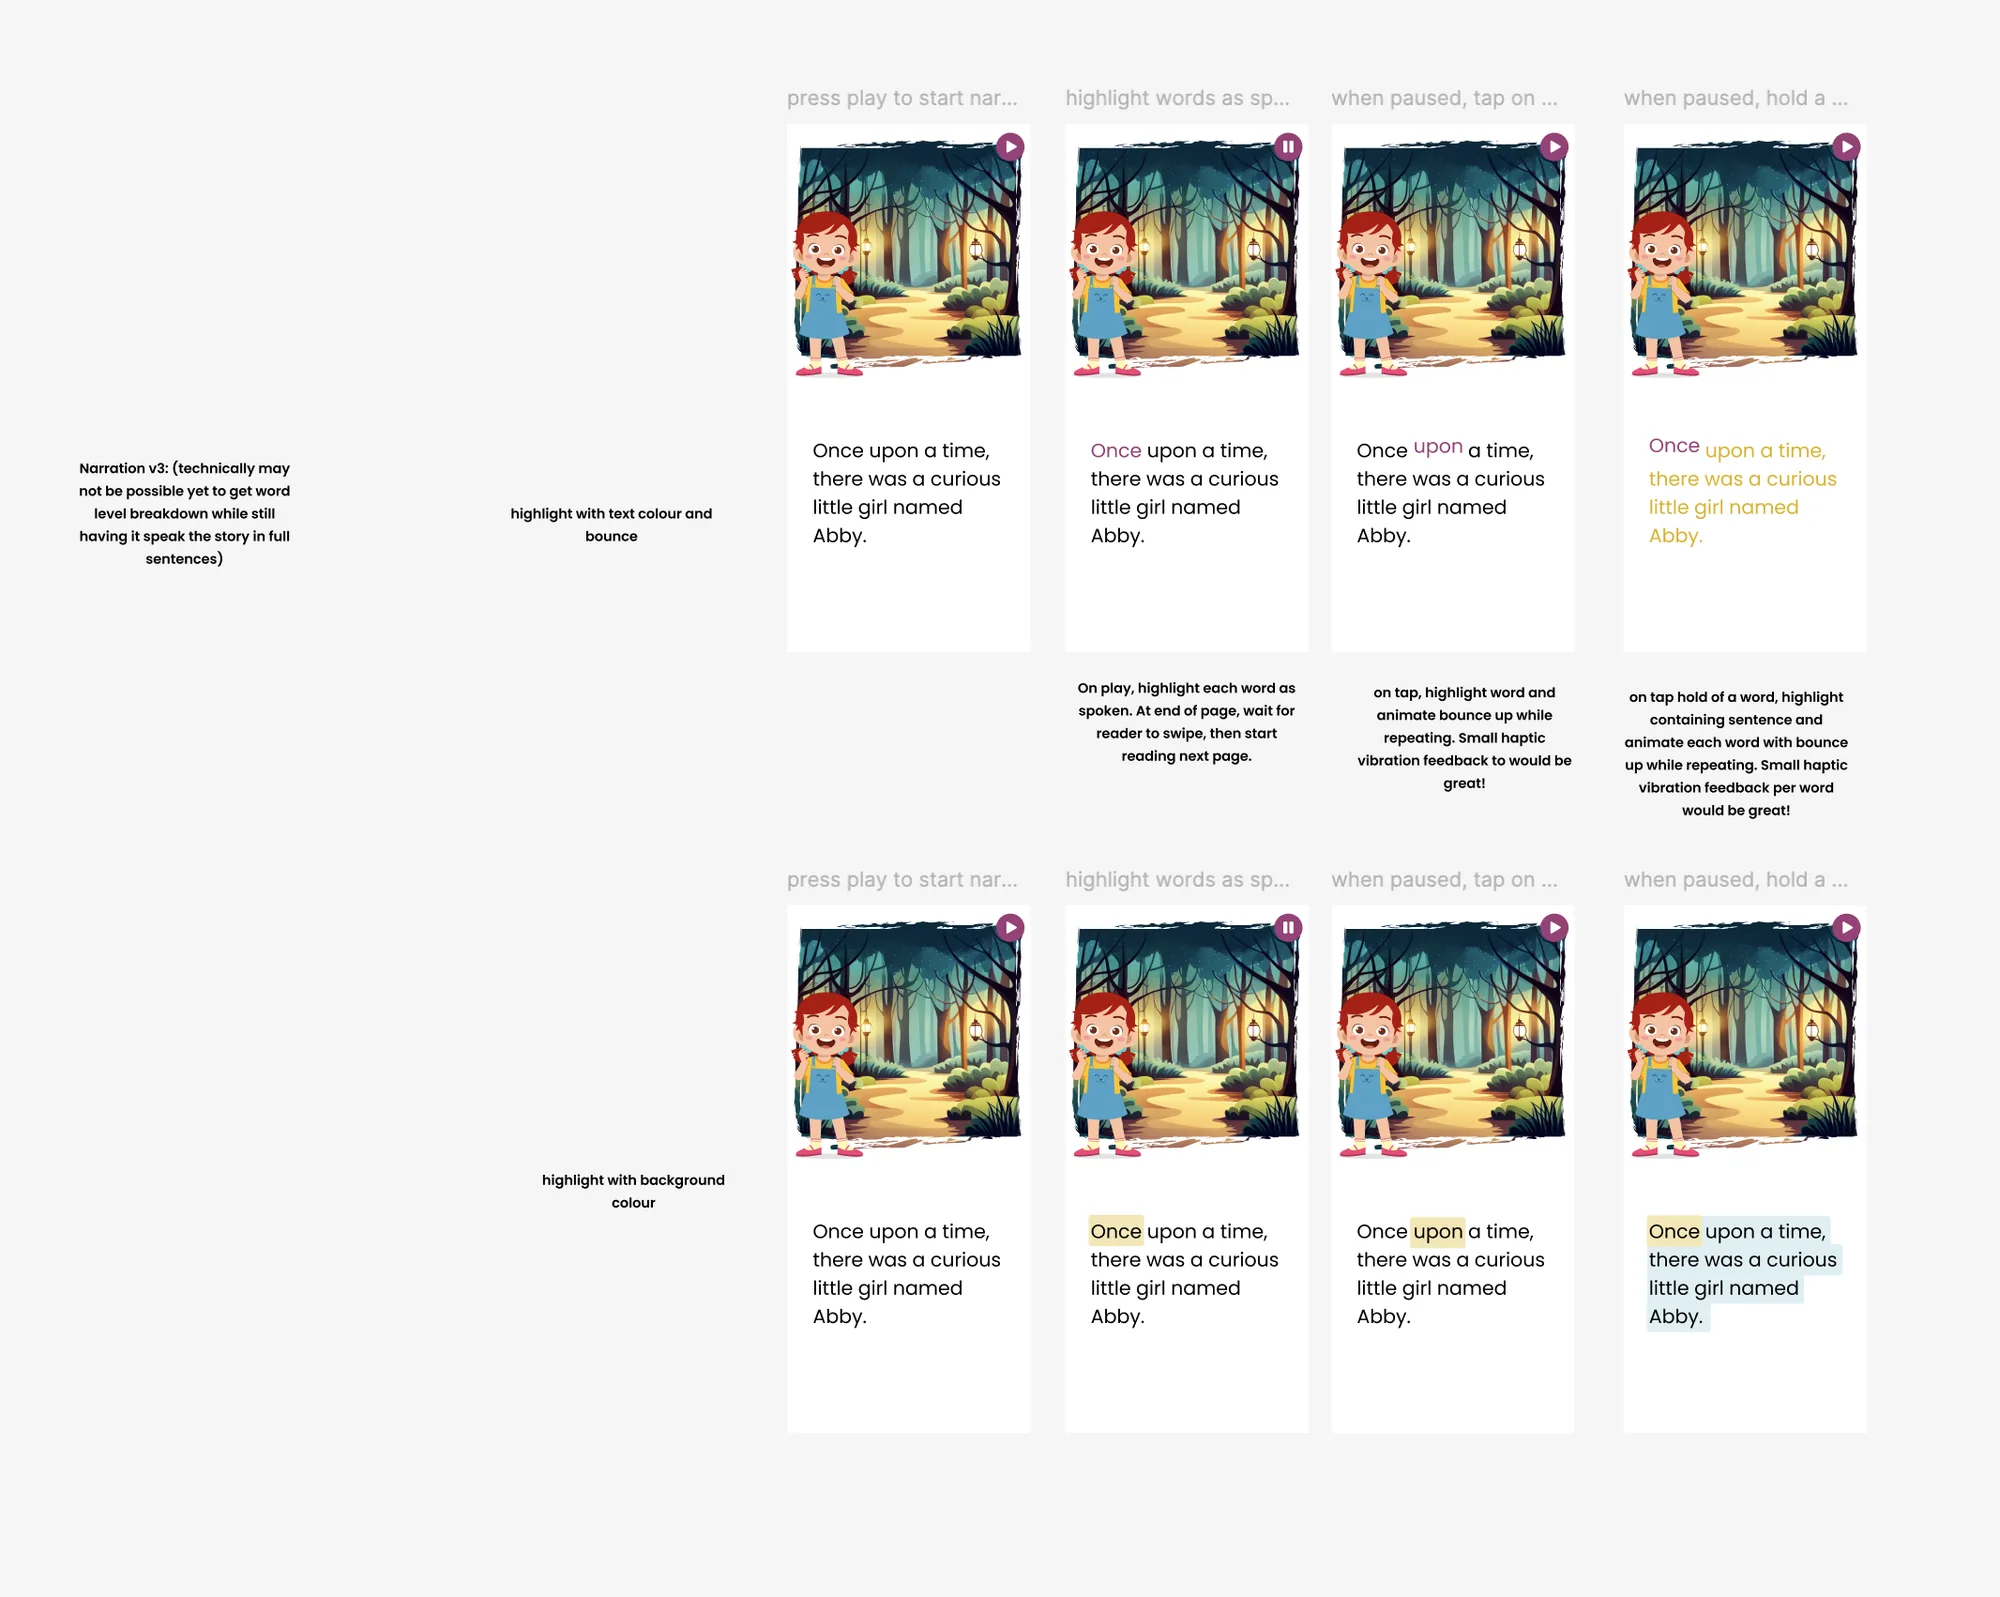 press play to start nar...
highlight words as sp...
when paused, tap on ...
when paused, hold a ...
Narration v3: (technically may
not be possible yet to get word
level breakdown while still
having it speak the story in full
sentences)
highlight with text colour and
bounce
Once upon a time,
there was a curious
little girl named
Abby.
Once upon a time,
there was a curious
little girl named
Abby.
Once upon a time,
there was a curious
little girl named
Abby.
Once upon a time,
there was a curious
little girl named
Abby.
On play, highlight each word as
spoken. At end of page, wait for
reader to swipe, then start
reading next page.
on tap, highlight word and
animate bounce up while
repeating. Small haptic
vibration feedback to would be
great!
on tap hold of a word, highlight
containing sentence and
animate each word with bounce
up while repeating. Small haptic
vibration feedback per word
would be great!
press play to start nar...
highlight words as sp...
when paused, tap on ...
when paused, hold a ...
highlight with background
colour
Once upon a time,
there was a curious
little girl named
Abby.
Once upon a time,
there was a curious
little girl named
Abby.
Once upon a time,
there was a curious
little girl named
Abby.
Once upon a time,
there was a curious
little girl named
Abby.